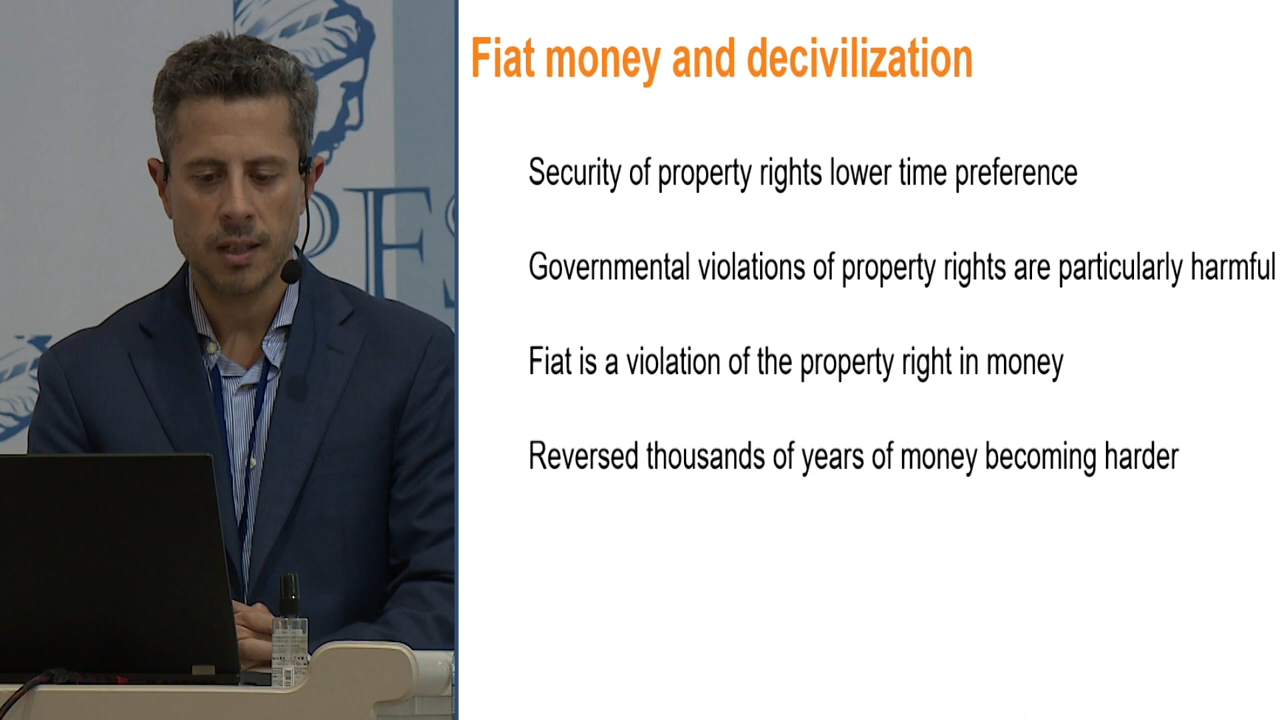 Fiat money and decivilization
Security of property rights lower time preference
Governmental violations of property rights are particularly harmful
Fiat is a violation of the property right in money
Reversed thousands of years of money becoming harder
PFS